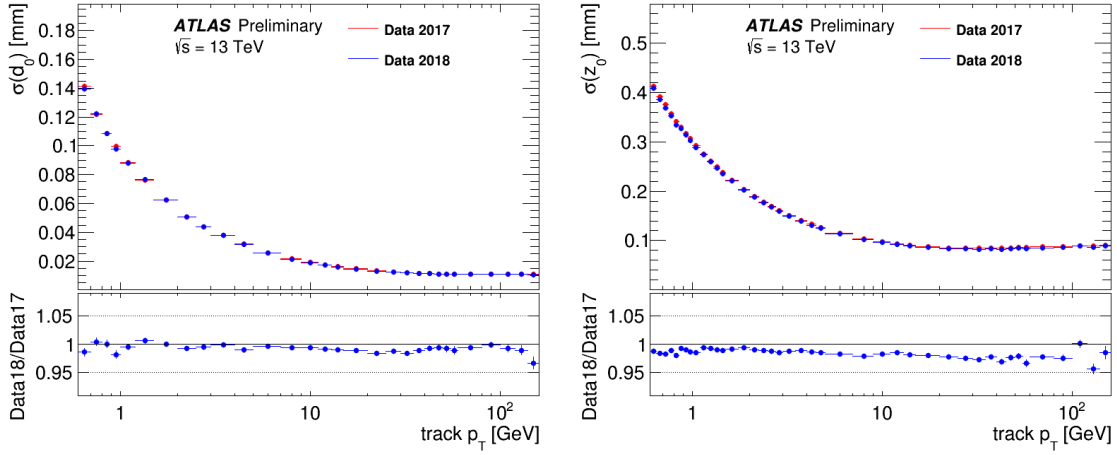 σ(d₀) [mm]
0.18
0.16
0.14
0.12
0.1
0.08
0.06
0.04
0.02
ATLAS Preliminary
√s = 13 TeV
Data 2017
Data 2018
Data18/Data17
1.05
1
0.95
1
10
10²
track p_T [GeV]
σ(z₀) [mm]
0.5
0.4
0.3
0.2
0.1
ATLAS Preliminary
√s = 13 TeV
Data 2017
Data 2018
Data18/Data17
1.05
1
0.95
1
10
10²
track p_T [GeV]